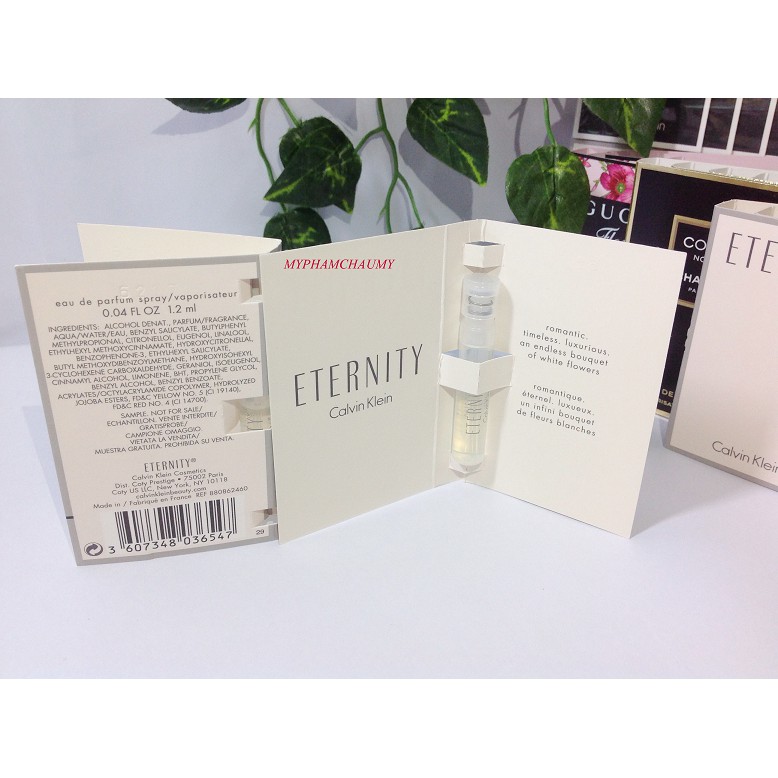 eau de parfum spray/vaporisateur
0.04 FL OZ 1.2 ml
INGREDIENTS: ALCOHOL DENAT., PARFUM/FRAGRANCE,
AQUA/WATER/EAU, BENZYL SALICYLATE, BUTYLPHENYL
METHYLPROPIONAL, CITRONELLOL, EUGENOL, LINALOOL,
ETHYLHEXYL METHOXYCINNAMATE, HYDROXYCITRONELLAL,
BENZOPHENONE-3, ETHYLHEXYL SALICYLATE,
BUTYL METHOXYDIBENZOYLMETHANE, HYDROXYISOHEXYL
3-CYCLOHEXENE CARBOXALDEHYDE, GERANIOL, ISOEUGENOL,
CINNAMYL ALCOHOL, LIMONENE, BHT, PROPYLENE GLYCOL,
BENZYL ALCOHOL, BENZYL BENZOATE,
ACRYLATES/OCTYLACRYLAMIDE COPOLYMER, HYDROLYZED
JOJOBA ESTERS, FD&C YELLOW NO. 5 (CI 19140),
FD&C RED NO. 4 (CI 14700).
SAMPLE. NOT FOR SALE/
ECHANTILLON. VENTE INTERDITE/
GRATISPROBE/
CAMPIONE OMAGGIO
VIETATA LA VENDITA/
MUESTRA GRATUITA. PROHIBIDA SU VENTA.
ETERNITY®
Calvin Klein Cosmetics
Dist. Coty Prestige • 75002 Paris
Coty US LLC, New York, NY 10118
calvinkleinbeauty.com
Made in / Fabriqué en France REF 880862460
3 607348 036547
29
MYPHAMCHAUMY
ETERNITY
Calvin Klein
ETERNITY
romantic.
timeless. luxurious.
an endless bouquet
of white flowers
romantique.
éternel. luxueux.
un infini bouquet
de fleurs blanches
GUC
CO
HA
ETE
Calvin Klein